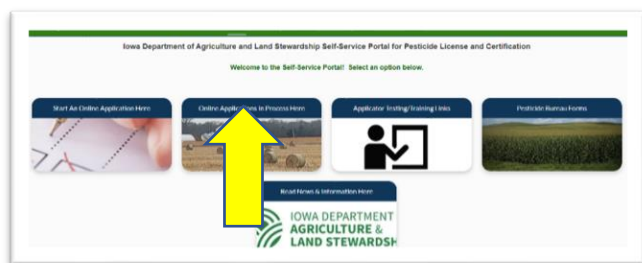 Iowa Department of Agriculture and Land Stewardship Self-Service Portal for Pesticide License and Certification
Welcome to the Self-Service Portal! Select an option below.
Start An Online Application Here
Online Applications In Process Here
Applicator Testing/Training Links
Pesticide Bureau Forms
Read News & Information Here
IOWA DEPARTMENT
AGRICULTURE &
LAND STEWARDSH